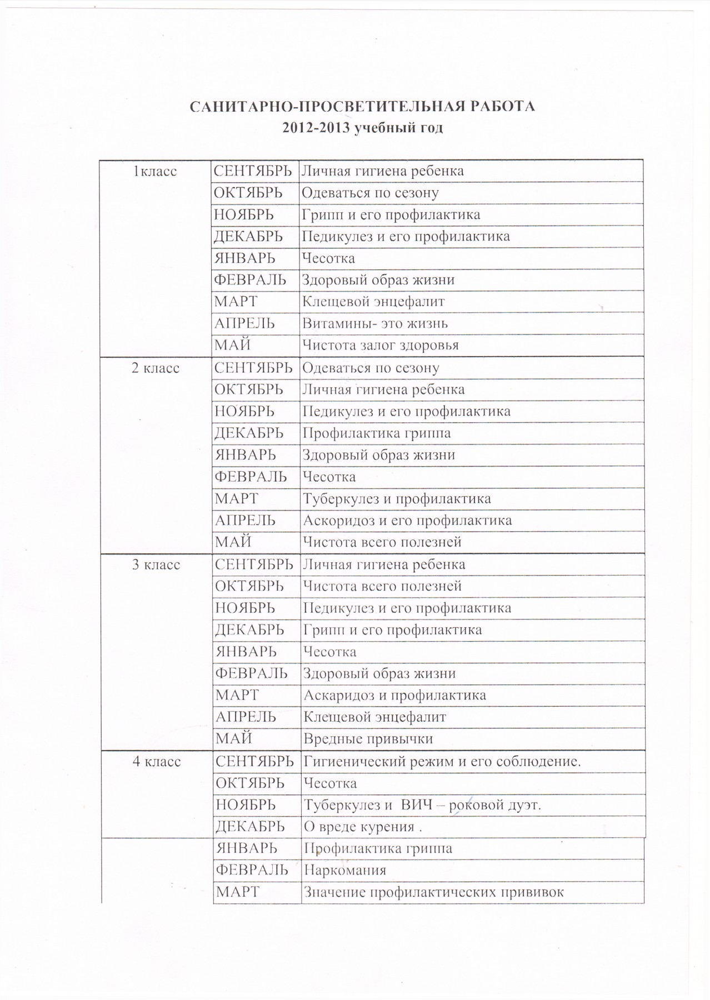 САНИТАРНО-ПРОСВЕТИТЕЛЬНАЯ РАБОТА
2012-2013 учебный год
1класс СЕНТЯБРЬ Личная гигиена ребенка
ОКТЯБРЬ Одеваться по сезону
НОЯБРЬ Грипп и его профилактика
ДЕКАБРЬ Педикулез и его профилактика
ЯНВАРЬ Чесотка
ФЕВРАЛЬ Здоровый образ жизни
МАРТ Клещевой энцефалит
АПРЕЛЬ Витамины- это жизнь
МАЙ Чистота залог здоровья
2 класс СЕНТЯБРЬ Одеваться по сезону
ОКТЯБРЬ Личная гигиена ребенка
НОЯБРЬ Педикулез и его профилактика
ДЕКАБРЬ Профилактика гриппа
ЯНВАРЬ Здоровый образ жизни
ФЕВРАЛЬ Чесотка
МАРТ Туберкулез и профилактика
АПРЕЛЬ Аскоридоз и его профилактика
МАЙ Чистота всего полезней
3 класс СЕНТЯБРЬ Личная гигиена ребенка
ОКТЯБРЬ Чистота всего полезней
НОЯБРЬ Педикулез и его профилактика
ДЕКАБРЬ Грипп и его профилактика
ЯНВАРЬ Чесотка
ФЕВРАЛЬ Здоровый образ жизни
МАРТ Аскаридоз и профилактика
АПРЕЛЬ Клещевой энцефалит
МАЙ Вредные привычки
4 класс СЕНТЯБРЬ Гигиенический режим и его соблюдение.
ОКТЯБРЬ Чесотка
НОЯБРЬ Туберкулез и ВИЧ – роковой дуэт.
ДЕКАБРЬ О вреде курения .
ЯНВАРЬ Профилактика гриппа
ФЕВРАЛЬ Наркомания
МАРТ Значение профилактических прививок